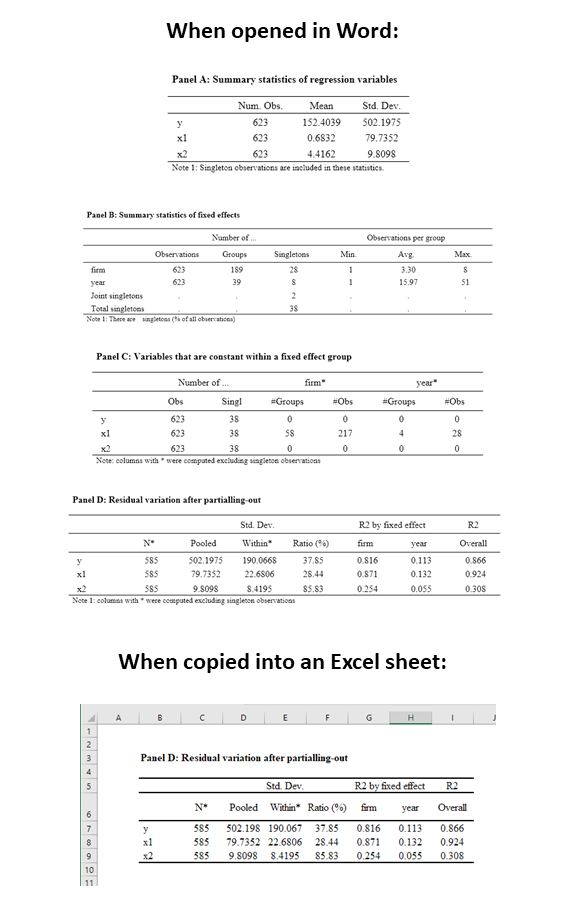 When opened in Word:
Panel A: Summary statistics of regression variables
Num. Obs. Mean Std. Dev.
y 623 152.4039 502.1975
x1 623 0.6832 79.7352
x2 623 4.4162 9.8098
Note 1: Singleton observations are included in these statistics.
Panel B: Summary statistics of fixed effects
Number of ... Observations per group
Observations Groups Singletons Min. Avg. Max.
firm 623 189 28 1 3.30 8
year 623 39 8 1 15.97 51
Joint singletons . . 2 . . .
Total singletons . . 38 . . .
Note 1: There are singletons (% of all observations)
Panel C: Variables that are constant within a fixed effect group
Number of ... firm* year*
Obs Singl #Groups #Obs #Groups #Obs
y 623 38 0 0 0 0
x1 623 38 58 217 4 28
x2 623 38 0 0 0 0
Note: columns with * were computed excluding singleton observations
Panel D: Residual variation after partialling-out
Std. Dev. R2 by fixed effect R2
N* Pooled Within* Ratio (%) firm year Overall
y 585 502.1975 190.0668 37.85 0.816 0.113 0.866
x1 585 79.7352 22.6806 28.44 0.871 0.132 0.924
x2 585 9.8098 8.4195 85.83 0.254 0.055 0.308
Note 1: columns with * were computed excluding singleton observations
When copied into an Excel sheet:
A B C D E F G H I J
1
2
3 Panel D: Residual variation after partialling-out
4
5 Std. Dev. R2 by fixed effect R2
6 N* Pooled Within* Ratio (%) firm year Overall
7 y 585 502.198 190.067 37.85 0.816 0.113 0.866
8 x1 585 79.7352 22.6806 28.44 0.871 0.132 0.924
9 x2 585 9.8098 8.4195 85.83 0.254 0.055 0.308
10
11